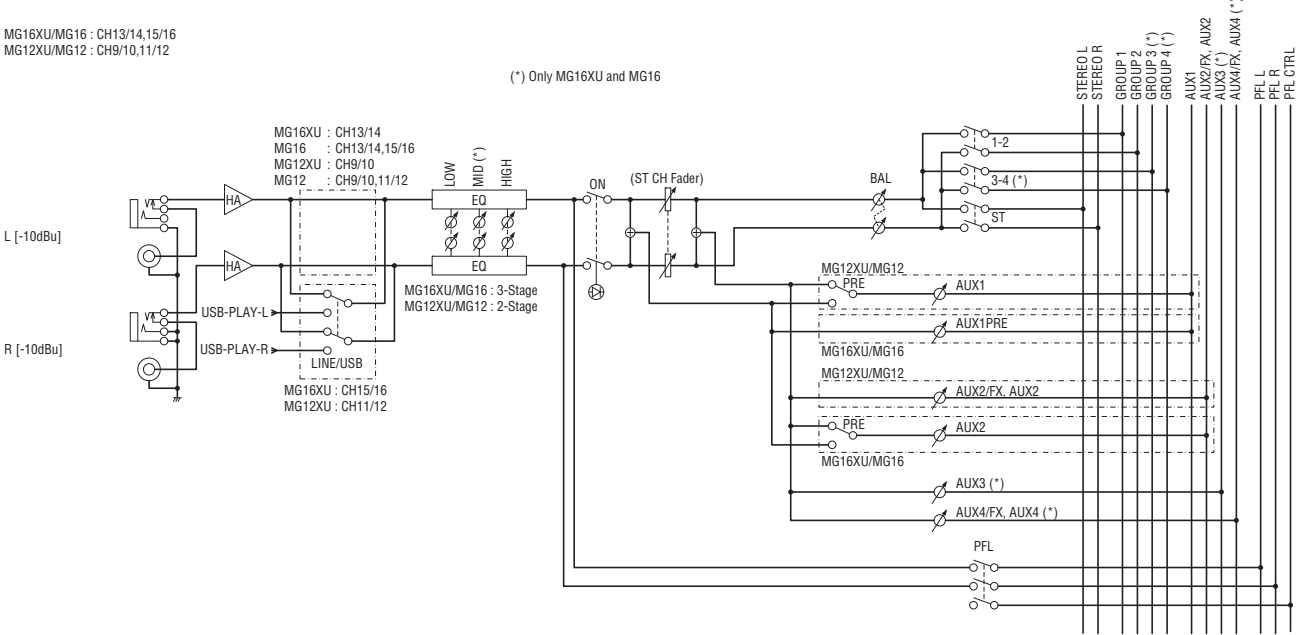 MG16XU/MG16 : CH13/14,15/16
MG12XU/MG12 : CH9/10,11/12
(*) Only MG16XU and MG16
STEREO L
STEREO R
GROUP 1
GROUP 2
GROUP 3 (*)
GROUP 4 (*)
AUX1
AUX2/FX, AUX2
AUX3 (*)
AUX4/FX, AUX4 (*)
PFL L
PFL R
PFL CTRL
MG16XU : CH13/14
MG16 : CH13/14,15/16
MG12XU : CH9/10
MG12 : CH9/10,11/12
LOW
MID (*)
HIGH
ON
(ST CH Fader)
BAL
1-2
3-4 (*)
ST
HA
EQ
L [-10dBu]
HA
EQ
MG16XU/MG16 : 3-Stage
MG12XU/MG12 : 2-Stage
USB-PLAY-L
USB-PLAY-R
LINE/USB
R [-10dBu]
MG16XU : CH15/16
MG12XU : CH11/12
MG12XU/MG12
PRE
AUX1
AUX1PRE
MG16XU/MG16
MG12XU/MG12
AUX2/FX, AUX2
PRE
AUX2
MG16XU/MG16
AUX3 (*)
AUX4/FX, AUX4 (*)
PFL